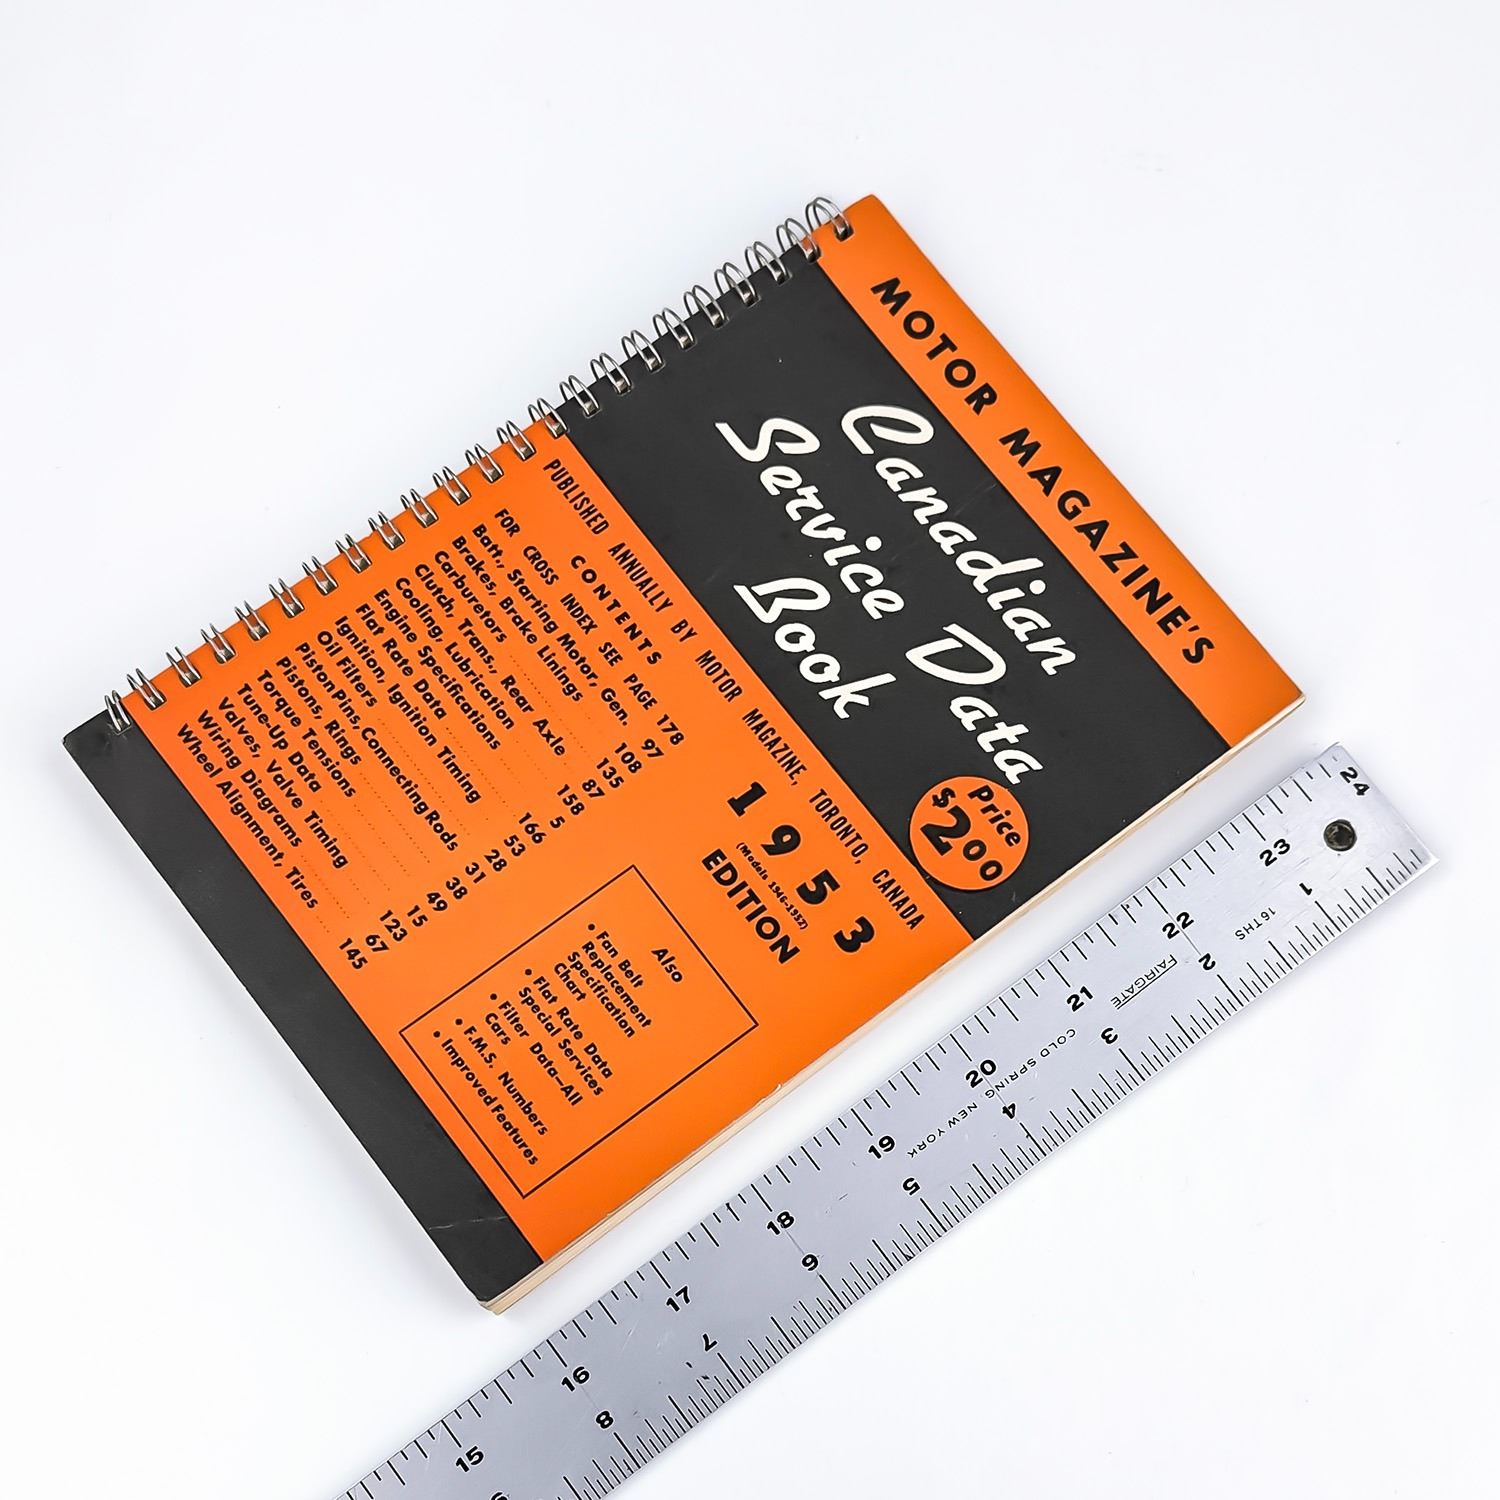 MOTOR MAGAZINE'S
Canadian Data
Service
Book
Price
$2.00
PUBLISHED ANNUALLY BY MOTOR MAGAZINE, TORONTO, CANADA
CONTENTS
FOR CROSS INDEX SEE PAGE 178
Batt., Starting Motor, Gen. 97
Brakes, Brake Linings 108
Carburetors 135
Clutch, Trans., Rear Axle 87
Cooling, Lubrication 158
Engine Specifications 5
Flat Rate Data 166
Ignition, Ignition Timing 53
Oil Filters 28
Piston Pins, Connecting Rods 31
Pistons, Rings 38
Torque Tensions 49
Tune-Up Data 15
Valves, Valve Timing 123
Wiring Diagrams 67
Wheel Alignment, Tires 145
1953
(Models 1946-1952)
EDITION
Also
• Fan Belt
Replacement
Specification
Chart
• Flat Rate Data
Special Services
• Filter Data—All
Cars
• F.M.S. Numbers
• Improved Features
15 16 17 18 19 20 21 22 23 24
1 2 3 4 5 6 7 8 9
16THS
FAIRGATE
COLD SPRING, NEW YORK